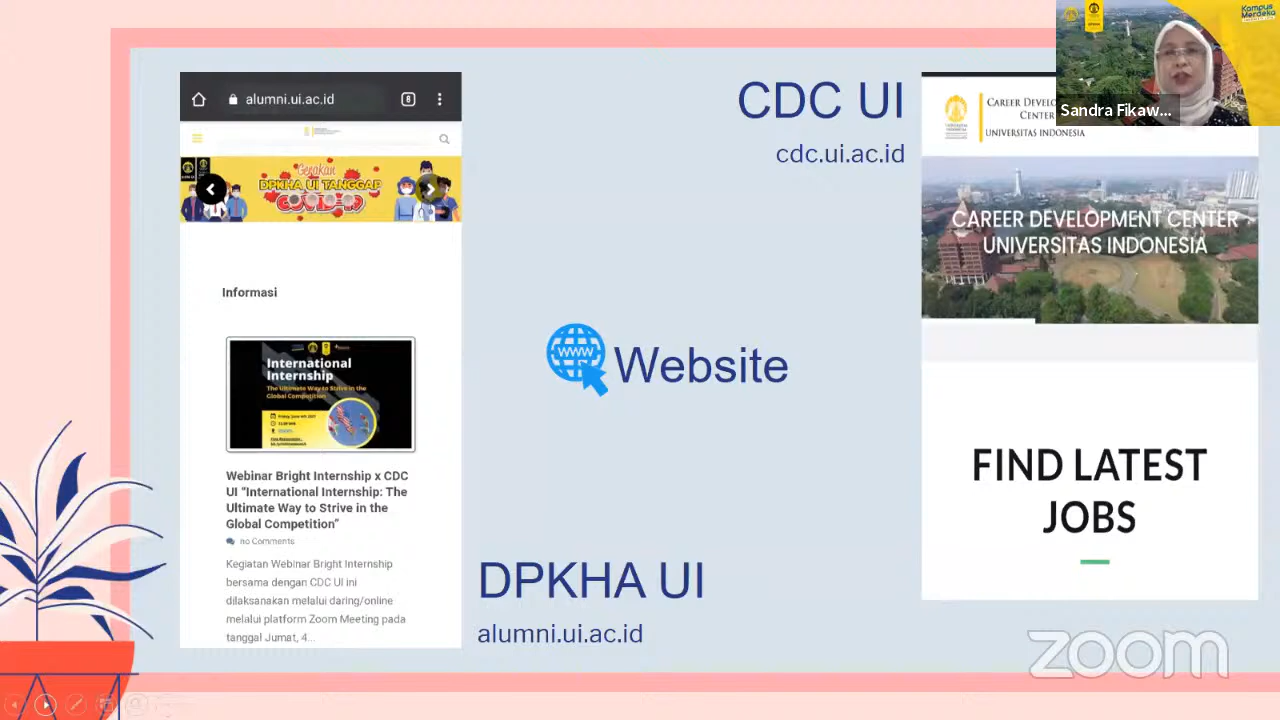 alumni.ui.ac.id
8
Gerakan
DPKHA UI TANGGAP
COVID-19
Informasi
International
Internship
The Ultimate Way to Strive in the
Global Competition
Webinar Bright Internship x CDC
UI "International Internship: The
Ultimate Way to Strive in the
Global Competition"
no Comments
Kegiatan Webinar Bright Internship
bersama dengan CDC UI ini
dilaksanakan melalui daring/online
melalui platform Zoom Meeting pada
tanggal Jumat, 4...
WWW
Website
DPKHA UI
alumni.ui.ac.id
CDC UI
cdc.ui.ac.id
Career Develo
Center
UNIVERSITAS INDONESIA
CAREER DEVELOPMENT CENTER
UNIVERSITAS INDONESIA
FIND LATEST
JOBS
Kampus
Merdeka
Sandra Fikaw...
zoom